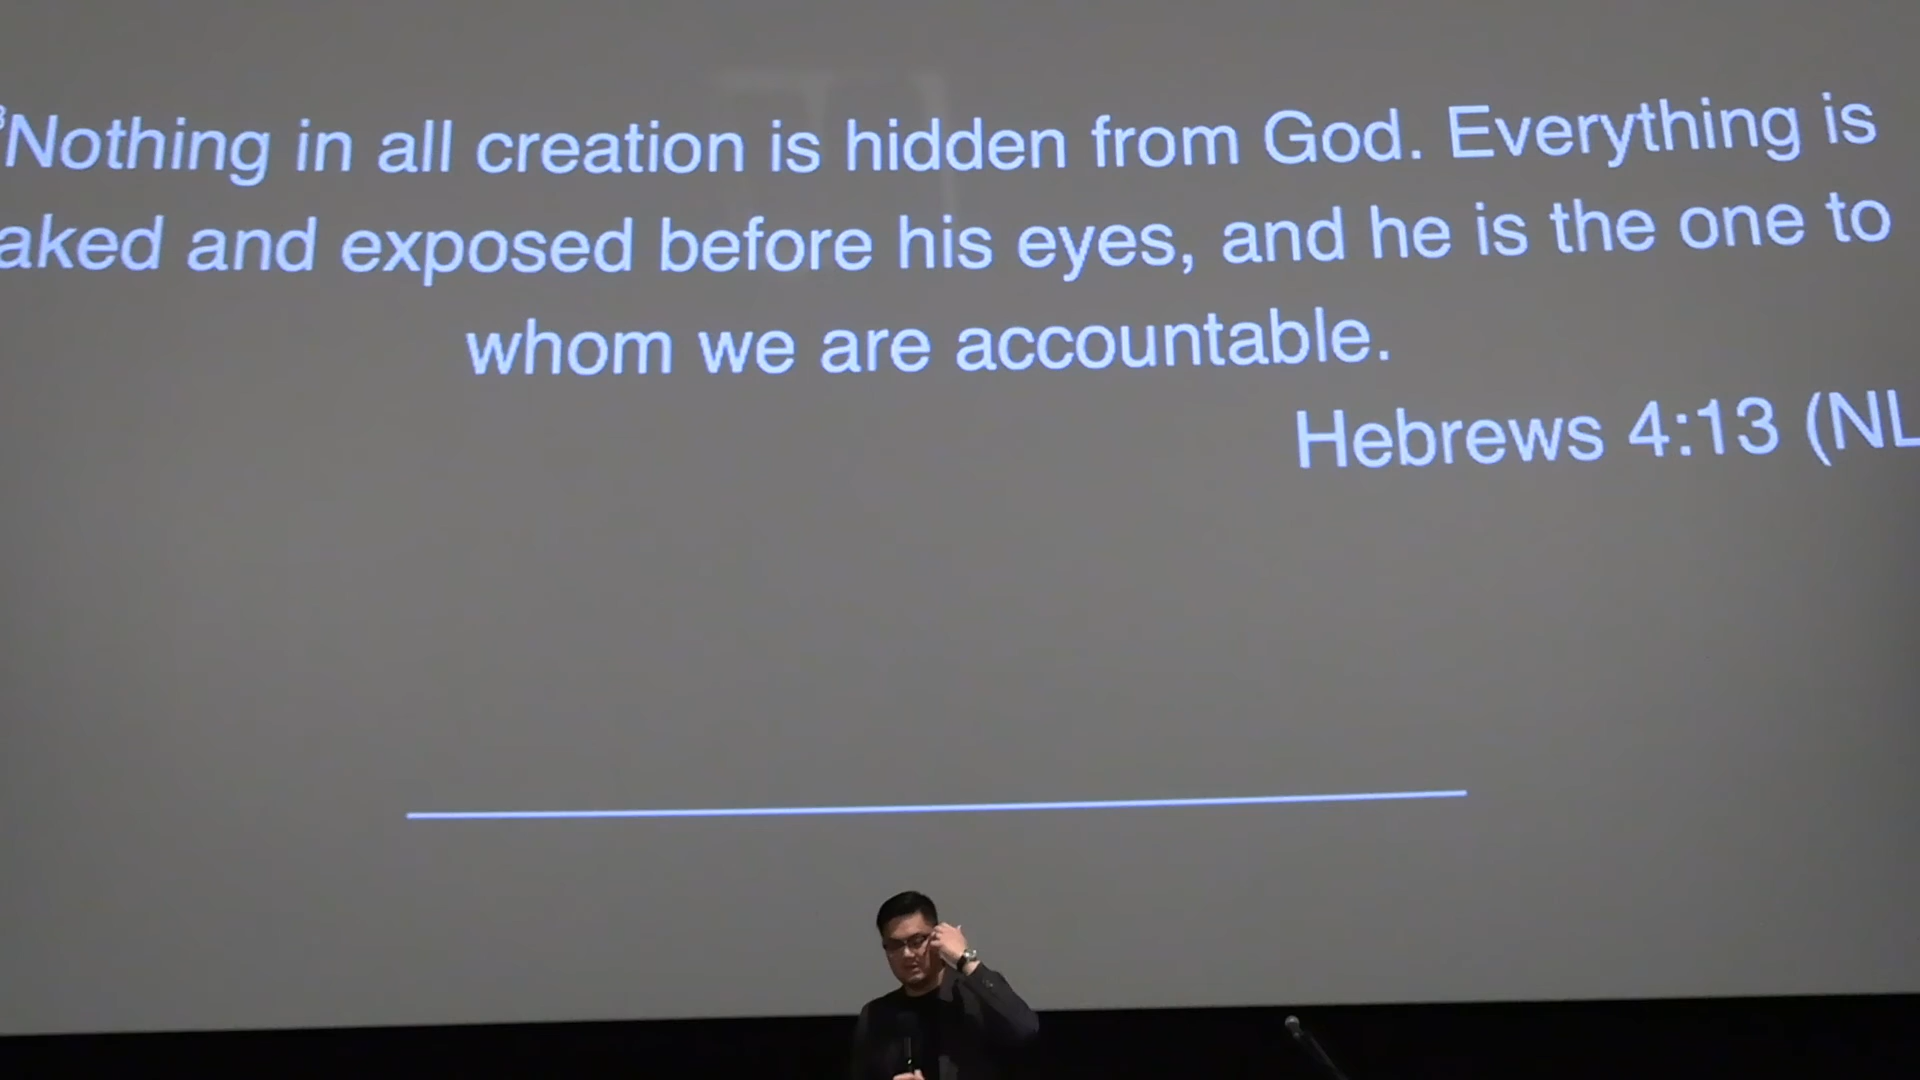 ³Nothing in all creation is hidden from God. Everything is
aked and exposed before his eyes, and he is the one to
whom we are accountable.
Hebrews 4:13 (NL